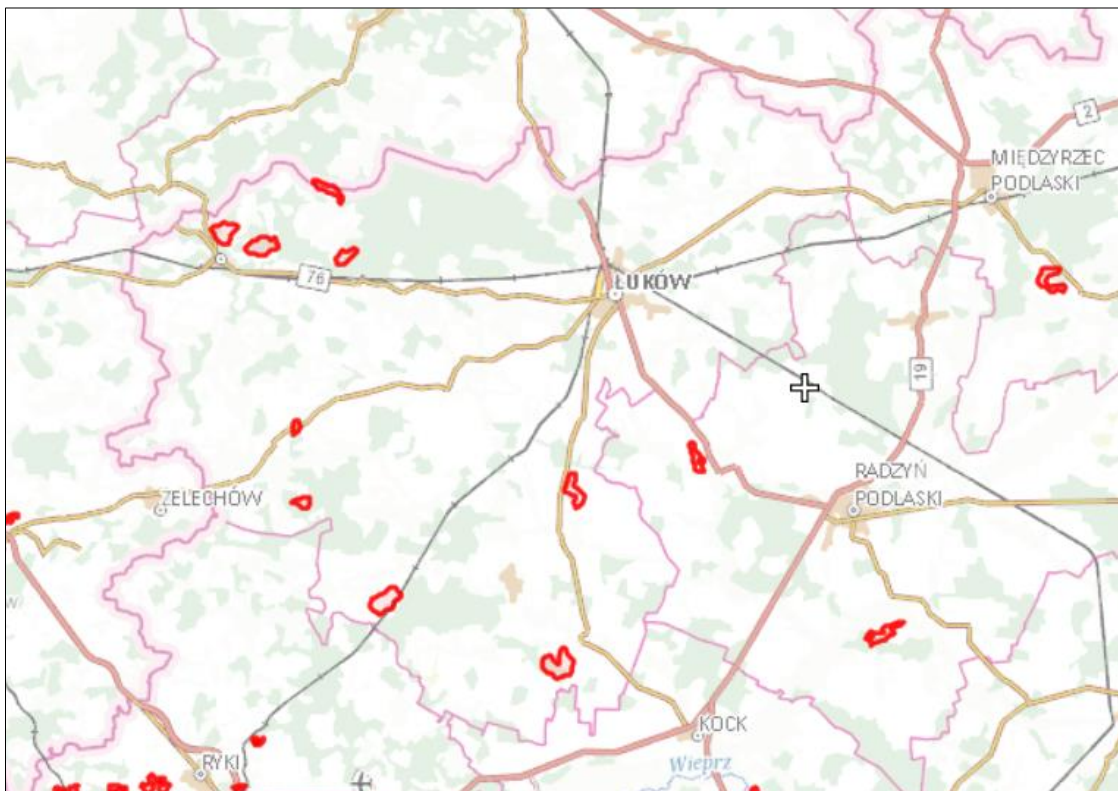 2
MIĘDZYRZEC
PODLASKI
76
ŁUKÓW
19
RADZYŃ
PODLASKI
ŻELECHÓW
w
KOCK
RYKI
Wieprz